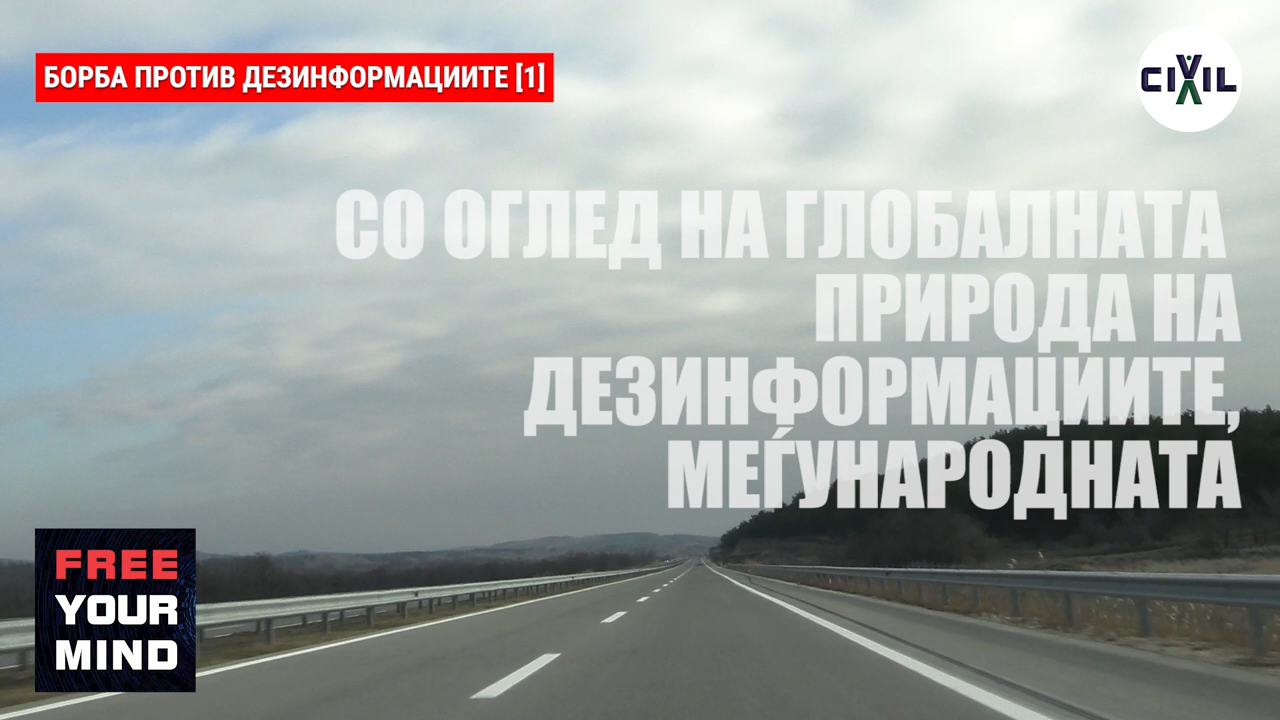 БОРБА ПРОТИВ ДЕЗИНФОРМАЦИИТЕ [1]
CIVIL
СО ОГЛЕД НА ГЛОБАЛНАТА
ПРИРОДА НА
ДЕЗИНФОРМАЦИИТЕ,
МЕЃУНАРОДНАТА
FREE
YOUR
MIND